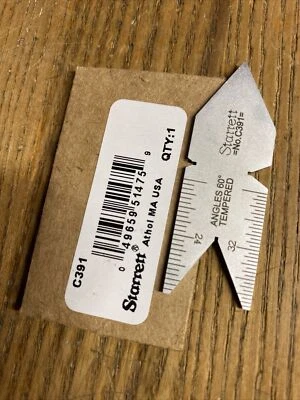 C391
0 49659 51475 9
Starrett®
Athol MA USA
QTY:1
Starrett
=No.C391=
ANGLES 60°
TEMPERED
24
32